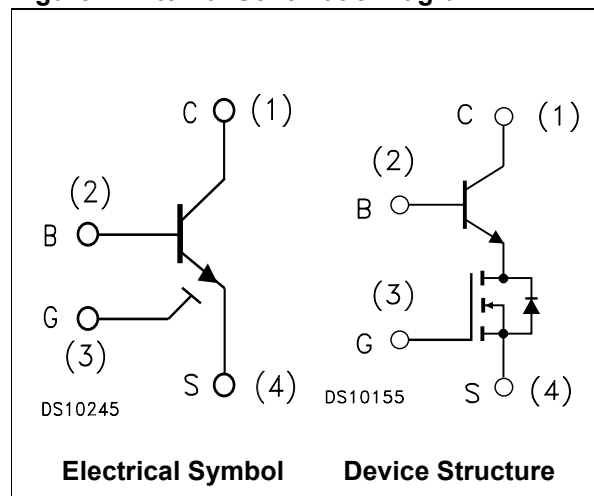 C (1)
(2)
B
G
(3)
S (4)
DS10245
Electrical Symbol
C (1)
(2)
B
(3)
G
S (4)
DS10155
Device Structure